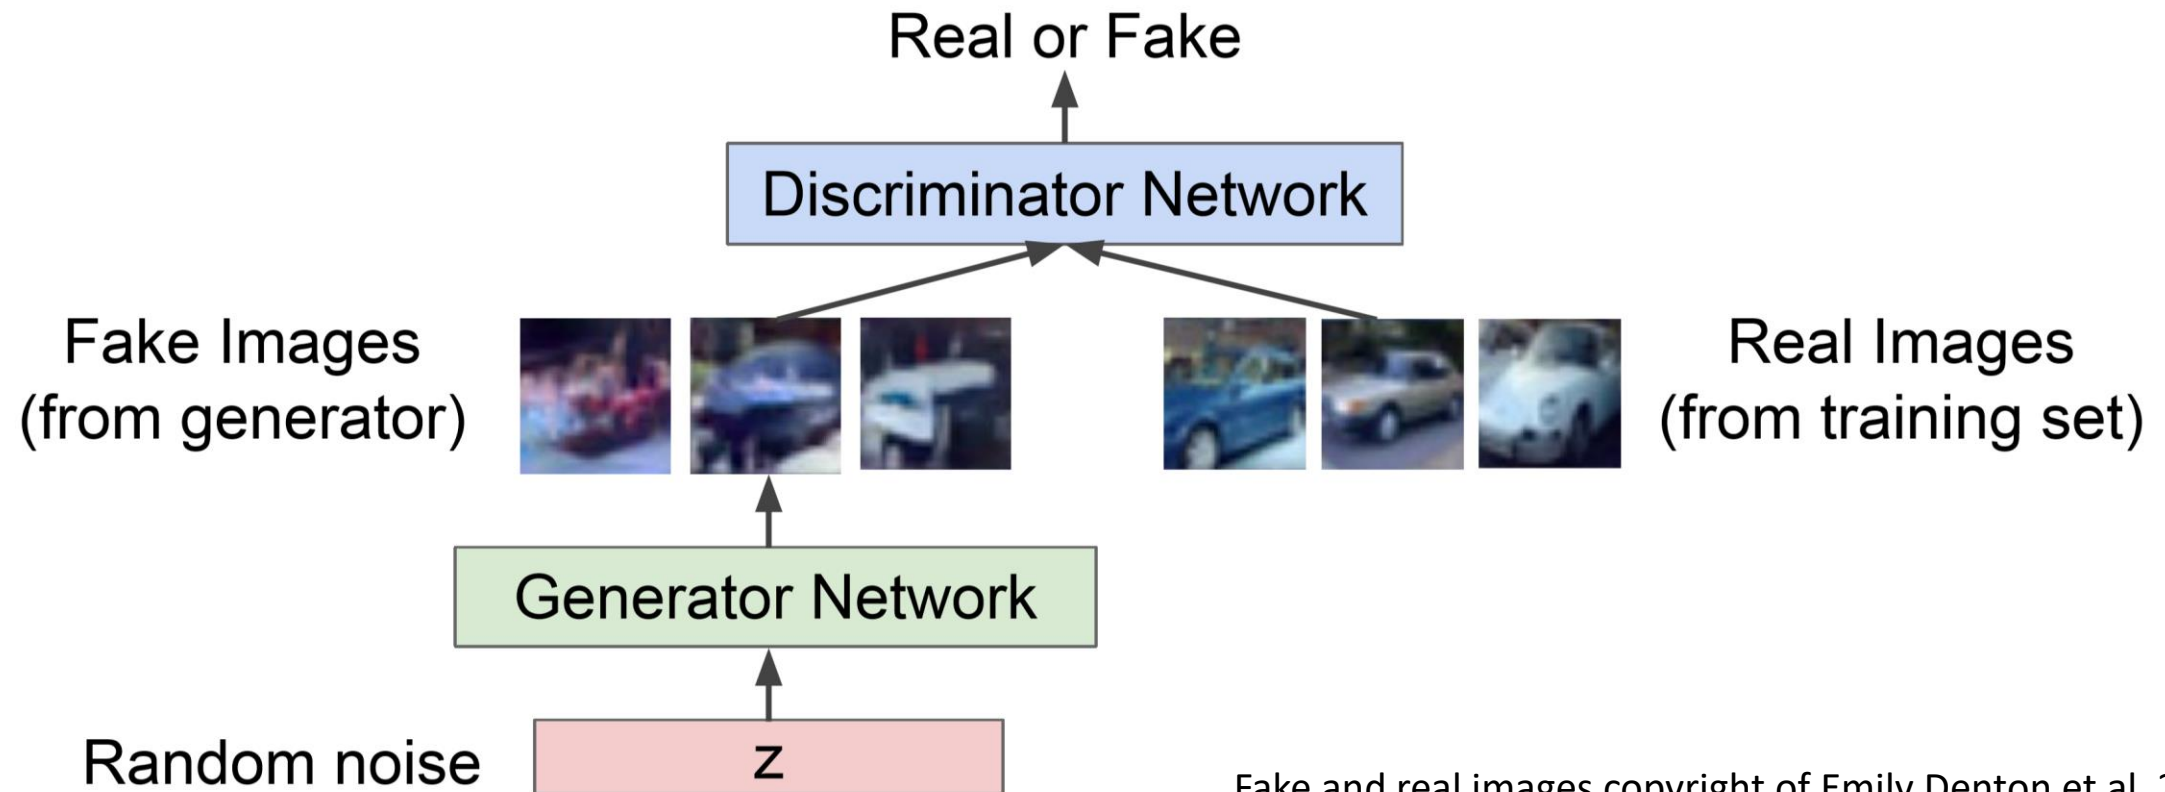 Real or Fake
Discriminator Network
Fake Images
(from generator)
Real Images
(from training set)
Generator Network
Random noise
z
Fake and real images copyright of Emily Denton et al.